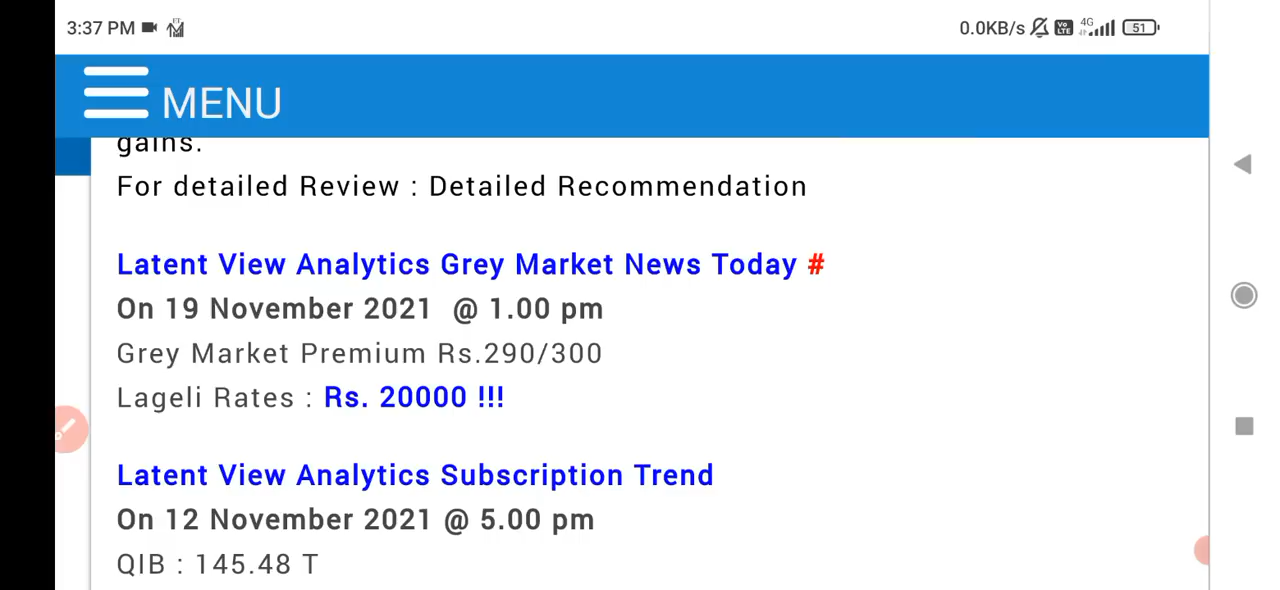 3:37 PM
0.0KB/s 4G 51
MENU
gains.
For detailed Review : Detailed Recommendation
Latent View Analytics Grey Market News Today #
On 19 November 2021 @ 1.00 pm
Grey Market Premium Rs.290/300
Lageli Rates : Rs. 20000 !!!
Latent View Analytics Subscription Trend
On 12 November 2021 @ 5.00 pm
QIB : 145.48 T